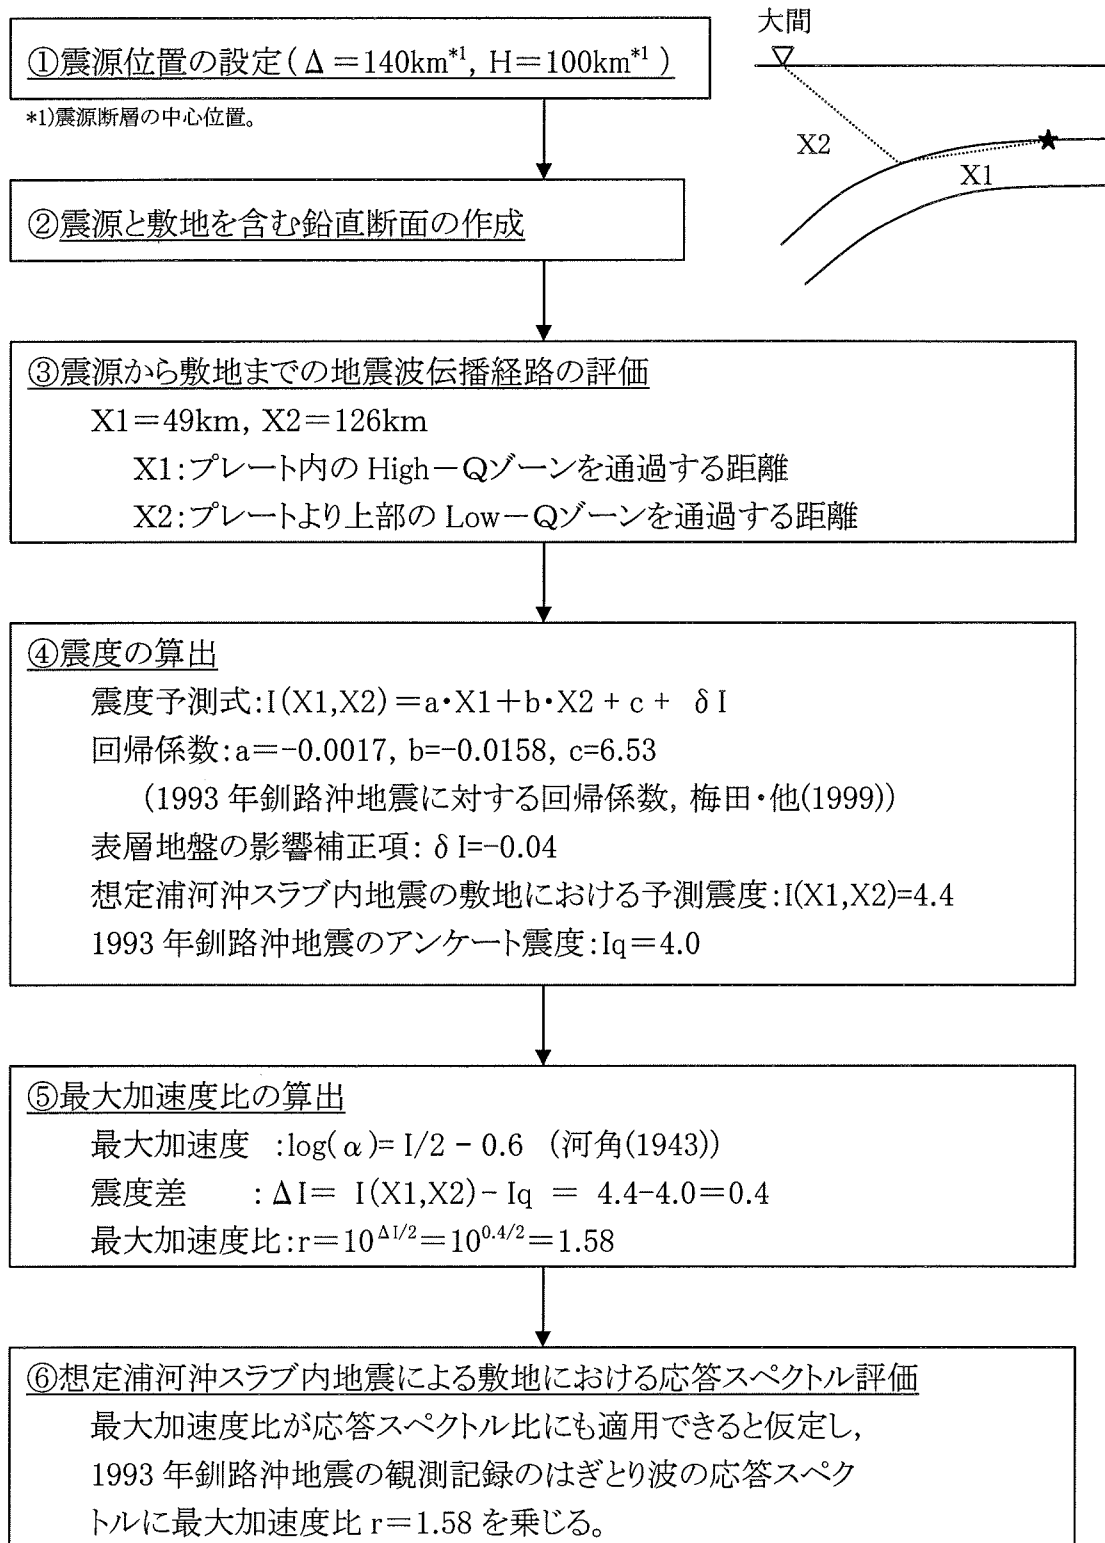 ①震源位置の設定(Δ=140km*1, H=100km*1)
*1)震源断層の中心位置。
大間
X2
X1
②震源と敷地を含む鉛直断面の作成
③震源から敷地までの地震波伝播経路の評価
X1=49km, X2=126km
X1:プレート内の High-Qゾーンを通過する距離
X2:プレートより上部の Low-Qゾーンを通過する距離
④震度の算出
震度予測式:I(X1,X2)=a・X1+b・X2 + c + δI
回帰係数:a=-0.0017, b=-0.0158, c=6.53
(1993 年釧路沖地震に対する回帰係数, 梅田・他(1999))
表層地盤の影響補正項: δI=-0.04
想定浦河沖スラブ内地震の敷地における予測震度:I(X1,X2)=4.4
1993 年釧路沖地震のアンケート震度:Iq=4.0
⑤最大加速度比の算出
最大加速度 :log(α)= I/2 - 0.6 (河角(1943))
震度差 :ΔI= I(X1,X2)- Iq = 4.4-4.0=0.4
最大加速度比:r=10^ΔI/2=10^0.4/2=1.58
⑥想定浦河沖スラブ内地震による敷地における応答スペクトル評価
最大加速度比が応答スペクトル比にも適用できると仮定し,
1993 年釧路沖地震の観測記録のはぎとり波の応答スペク
トルに最大加速度比 r=1.58 を乗じる。